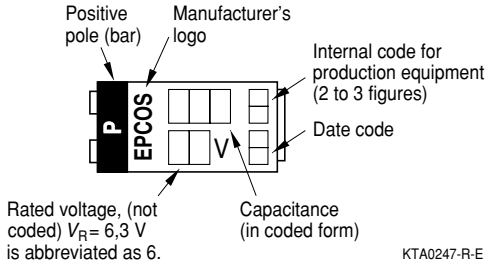 Positive
pole (bar)
Manufacturer's
logo
Internal code for
production equipment
(2 to 3 figures)
Date code
P
EPCOS
V
Rated voltage, (not
coded) VR = 6,3 V
is abbreviated as 6.
Capacitance
(in coded form)
KTA0247-R-E